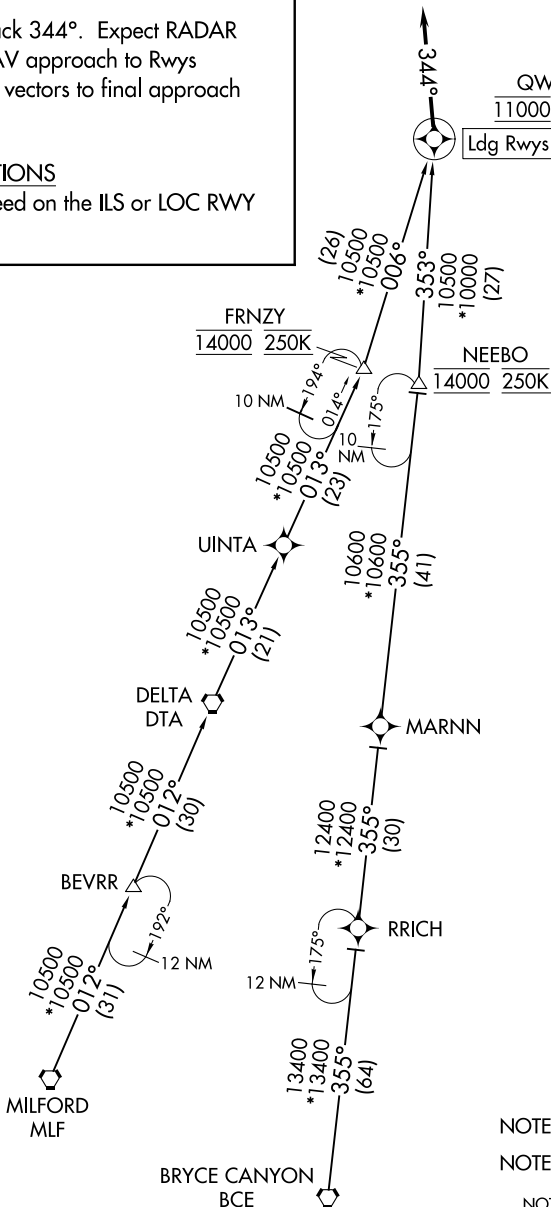 ck 344°. Expect RADAR
AV approach to Rwys
vectors to final approach
TIONS
eed on the ILS or LOC RWY
344°
QW
11000
Ldg Rwys
(26)
10500
*10500
006°
353°
10500
*10000
(27)
FRNZY
14000 250K
NEEBO
14000 250K
194°
014°
10 NM
175°
10
NM
10500
*10500
013°
(23)
UINTA
10600
*10600
355°
(41)
10500
*10500
013°
(21)
DELTA
DTA
MARNN
10500
*10500
012°
(30)
12400
*12400
355°
(30)
BEVRR
192°
12 NM
RRICH
175°
12 NM
10500
*10500
012°
(31)
13400
*13400
355°
(64)
MILFORD
MLF
BRYCE CANYON
BCE
NOTE
NOTE
NOT